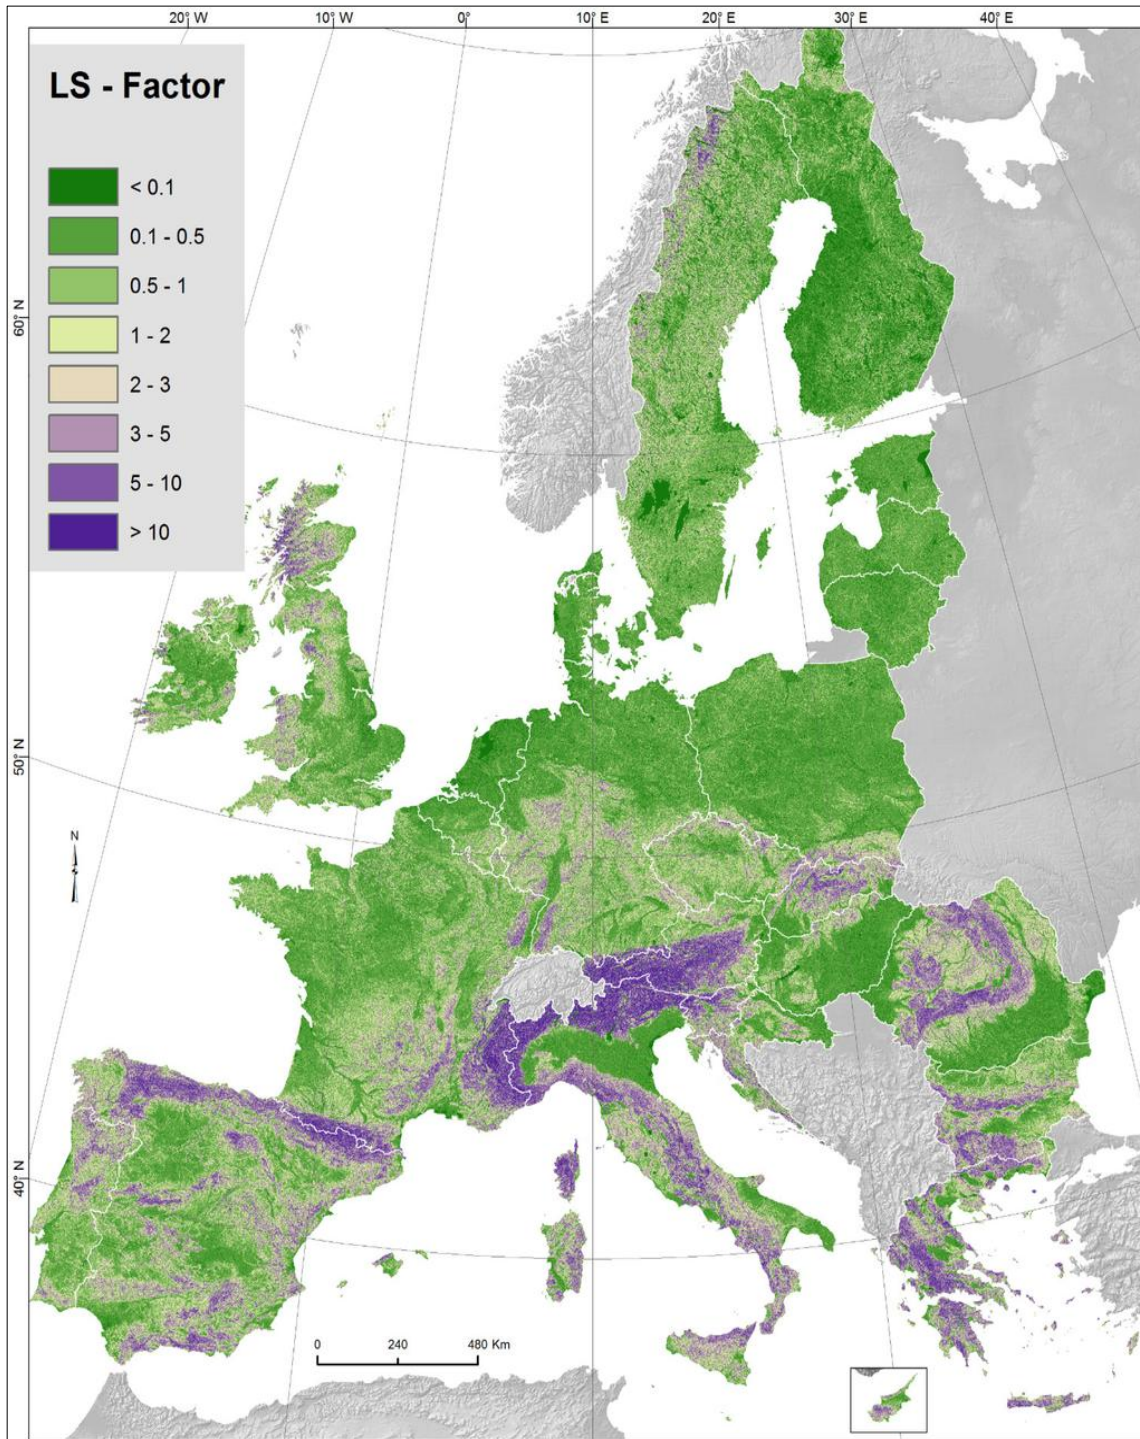 20° W 10° W 0° 10° E 20° E 30° E 40° E
LS - Factor
< 0.1
0.1 - 0.5
0.5 - 1
1 - 2
2 - 3
3 - 5
5 - 10
> 10
60° N
50° N
N
40° N
0 240 480 Km